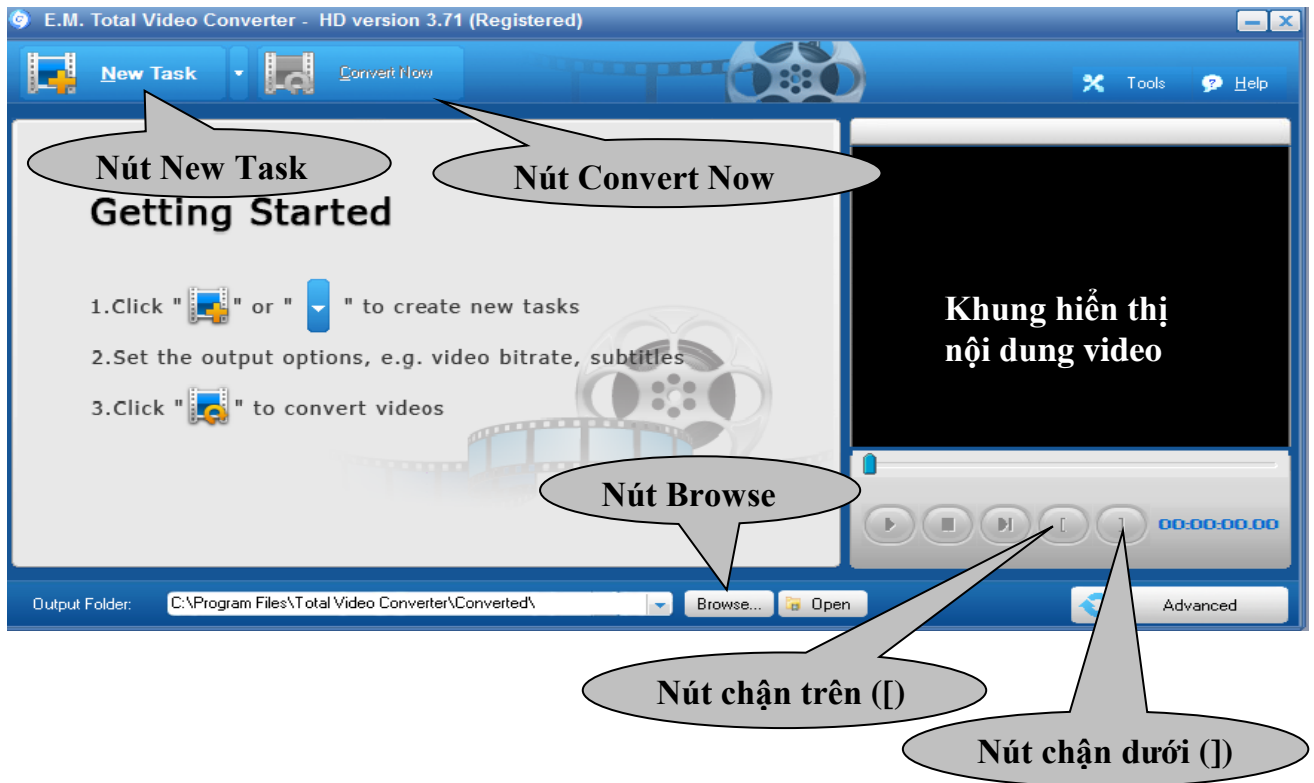 E.M. Total Video Converter - HD version 3.71 (Registered)
New Task
Convert Now
Tools
Help
Nút New Task
Nút Convert Now
Getting Started
1.Click " " or " " to create new tasks
2.Set the output options, e.g. video bitrate, subtitles
3.Click " " to convert videos
Khung hiển thị
nội dung video
Nút Browse
[
]
00:00:00.00
Output Folder:
C:\Program Files\Total Video Converter\Converted\
Browse...
Open
Advanced
Nút chận trên ([)
Nút chận dưới (])